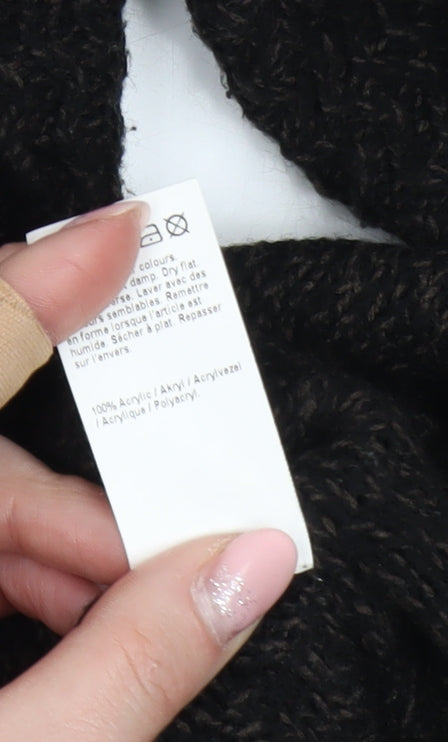 colours.
damp. Dry flat.
Laver avec des
semblables. Remettre
en forme lorsque l'article est
humide. Sécher à plat. Repasser
sur l'envers.
100% Acrylic / Akryl / Acrylvezel
/ Acrylique / Polyacryl.